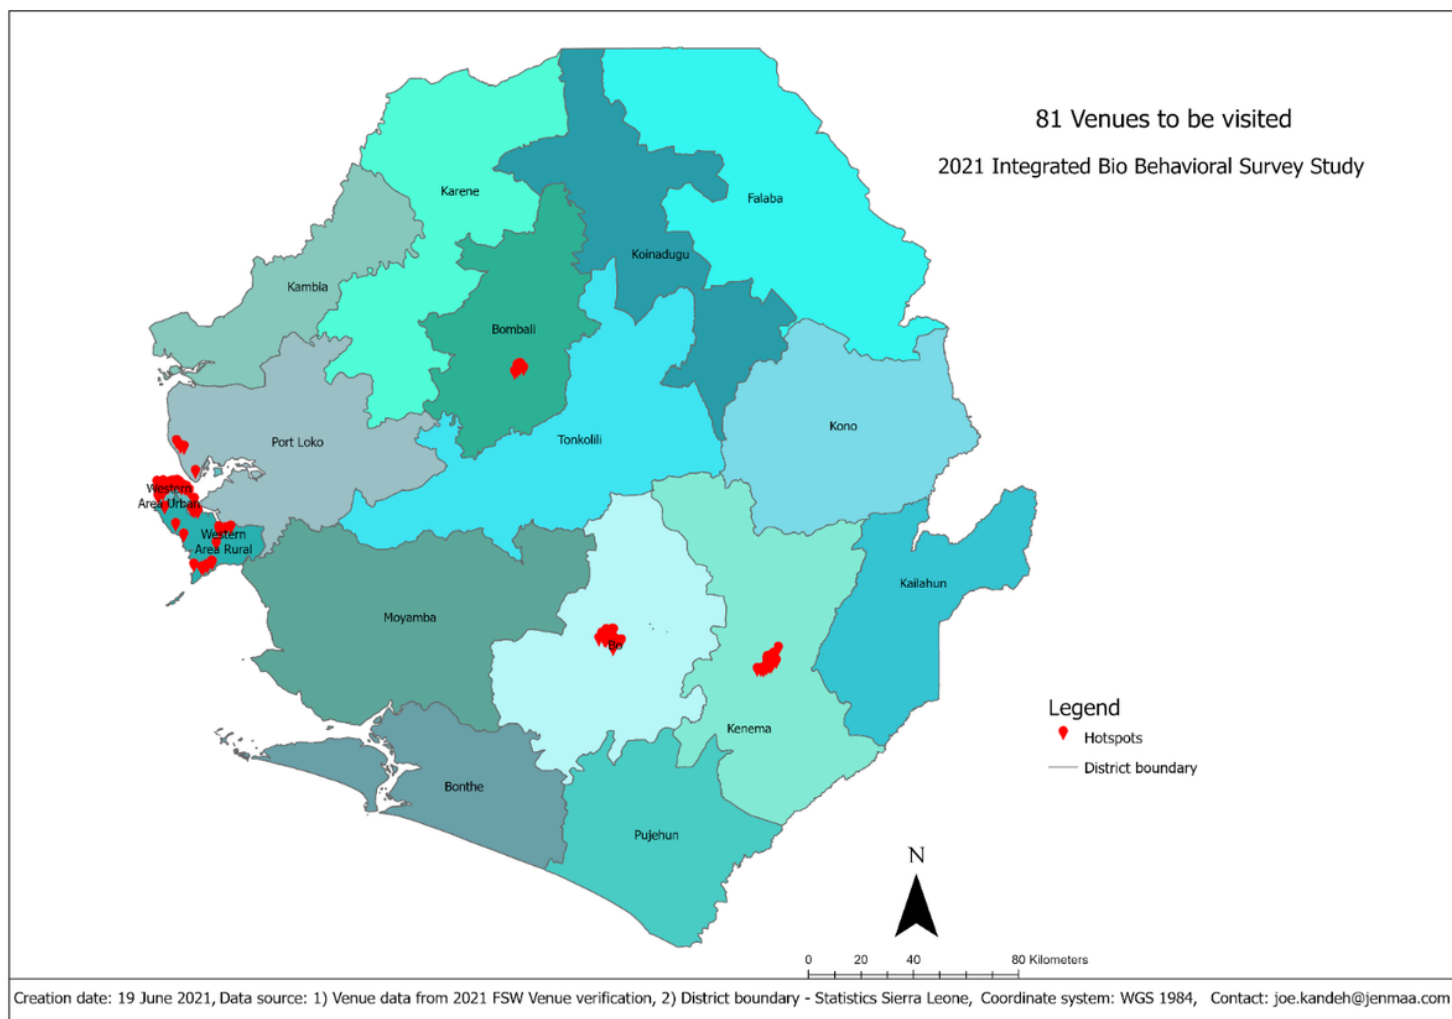 81 Venues to be visited
2021 Integrated Bio Behavioral Survey Study
Karene
Falaba
Koinadugu
Kambia
Bombali
Kono
Tonkolili
Port Loko
Western
Area Urban
Western
Area Rural
Kailahun
Moyamba
Bo
Kenema
Bonthe
Pujehun
Legend
Hotspots
District boundary
N
0 20 40 80 Kilometers
Creation date: 19 June 2021, Data source: 1) Venue data from 2021 FSW Venue verification, 2) District boundary - Statistics Sierra Leone, Coordinate system: WGS 1984, Contact: joe.kandeh@jenmaa.com